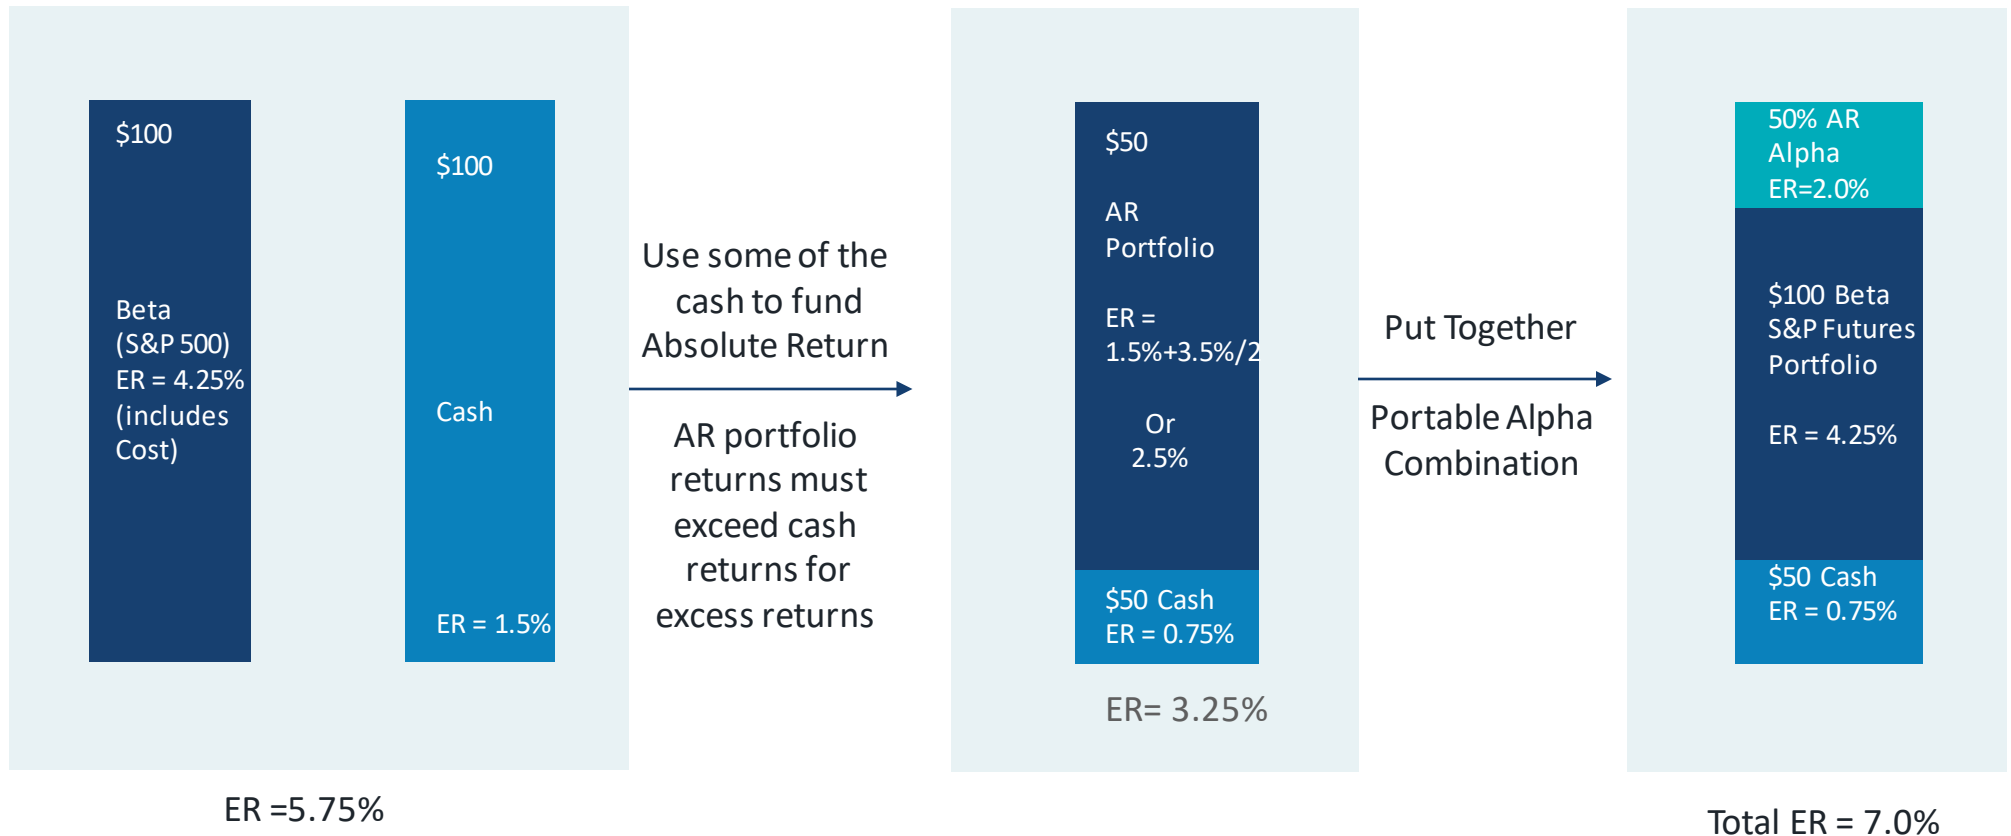 $100
Beta
(S&P 500)
ER = 4.25%
(includes
Cost)
$100
Cash
ER = 1.5%
ER =5.75%
Use some of the
cash to fund
Absolute Return
AR portfolio
returns must
exceed cash
returns for
excess returns
$50
AR
Portfolio
ER =
1.5%+3.5%/2
Or
2.5%
$50 Cash
ER = 0.75%
ER= 3.25%
Put Together
Portable Alpha
Combination
50% AR
Alpha
ER=2.0%
$100 Beta
S&P Futures
Portfolio
ER = 4.25%
$50 Cash
ER = 0.75%
Total ER = 7.0%